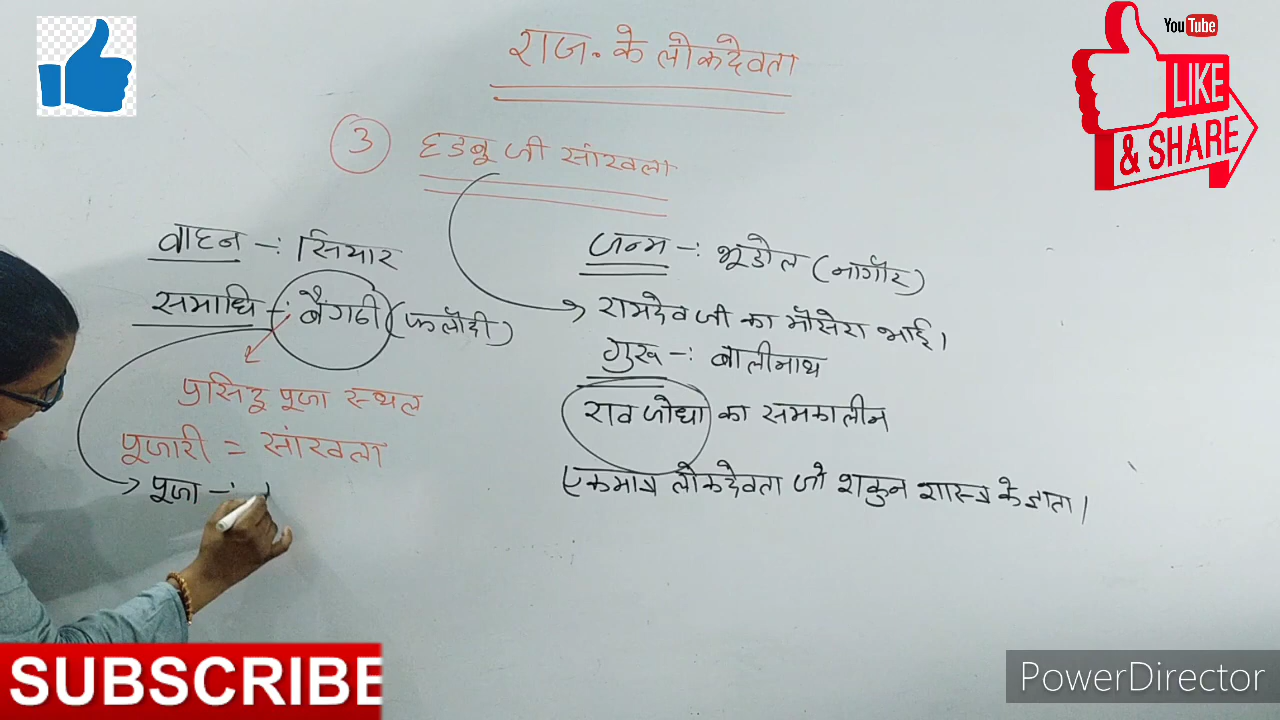 राज. के लोकदेवता
3 हडबू जी सांखला
वाहन -: सियार
समाधि -: बैंगटी (फलौदी)
प्रसिद्ध पूजा स्थल
पूजारी = सांखला
पूजा -:
जन्म -: भूडोल (नागौर)
रामदेव जी का मौसेरा भाई।
गुरू -: बालीनाथ
राव जोधा का समकालीन
एकमात्र लोकदेवता जो शकुन शास्त्र के ज्ञाता।
YouTube
LIKE
& SHARE
SUBSCRIBE
PowerDirector